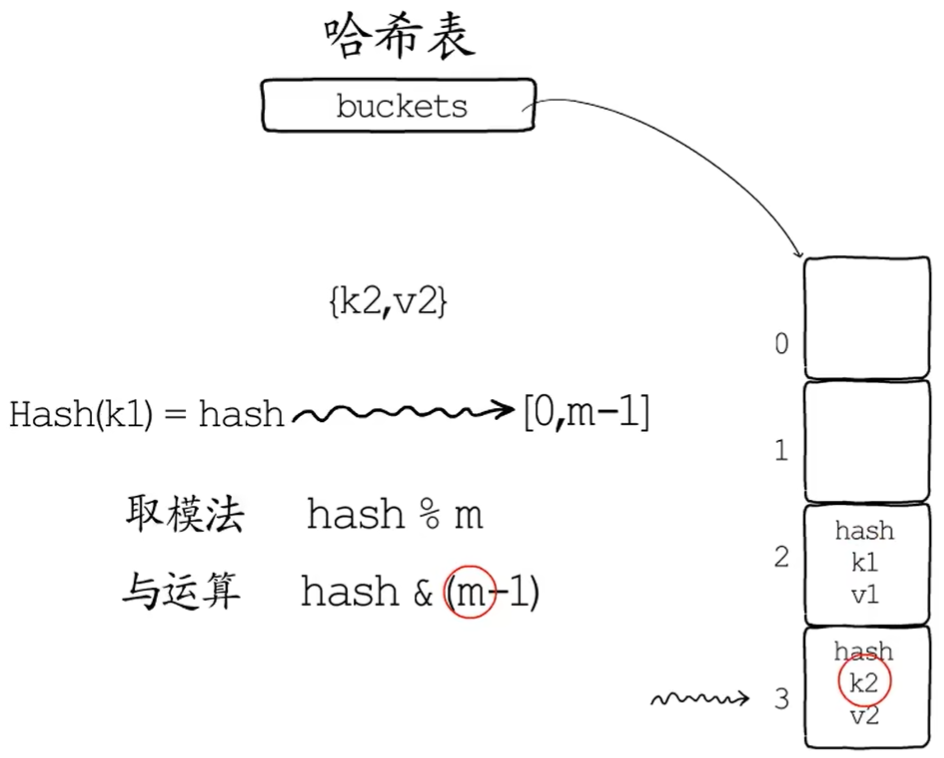 哈希表
buckets
{k2,v2}
0
Hash(k1) = hash
[0,m-1]
1
取模法 hash % m
hash
k1
v1
2
与运算 hash & (m-1)
hash
k2
v2
3